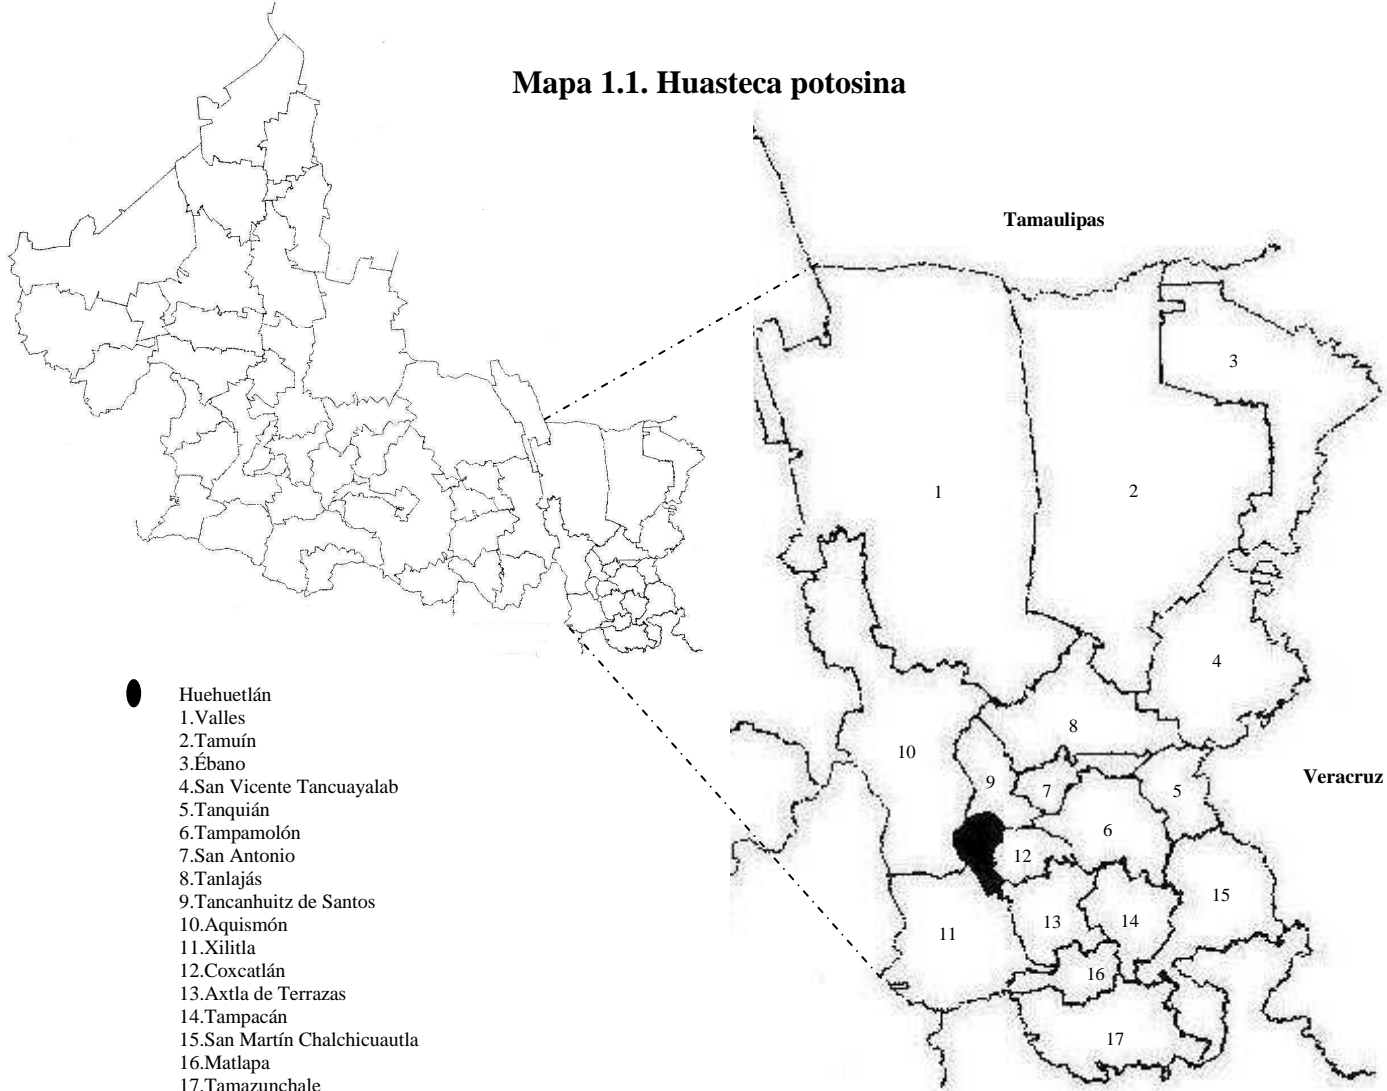 Mapa 1.1. Huasteca potosina
Tamaulipas
3
1
2
4
8
10
9
7
5
Veracruz
6
12
15
13
14
11
16
17
Huehuetlán
1.Valles
2.Tamuín
3.Ébano
4.San Vicente Tancuayalab
5.Tanquián
6.Tampamolón
7.San Antonio
8.Tanlajás
9.Tancanhuitz de Santos
10.Aquismón
11.Xilitla
12.Coxcatlán
13.Axtla de Terrazas
14.Tampacán
15.San Martín Chalchicuautla
16.Matlapa
17.Tamazunchale